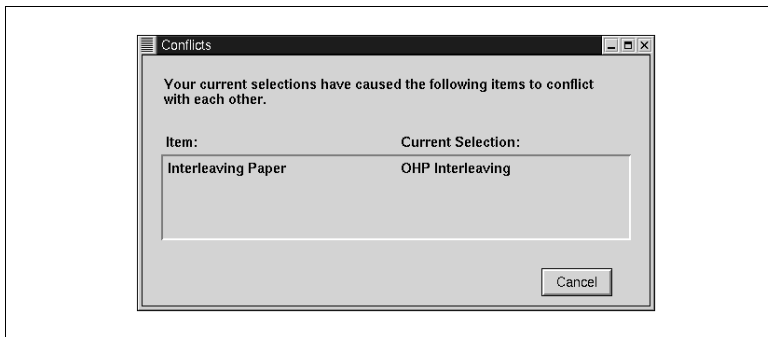 Conflicts
Your current selections have caused the following items to conflict
with each other.
Item: Current Selection:
Interleaving Paper OHP Interleaving
Cancel